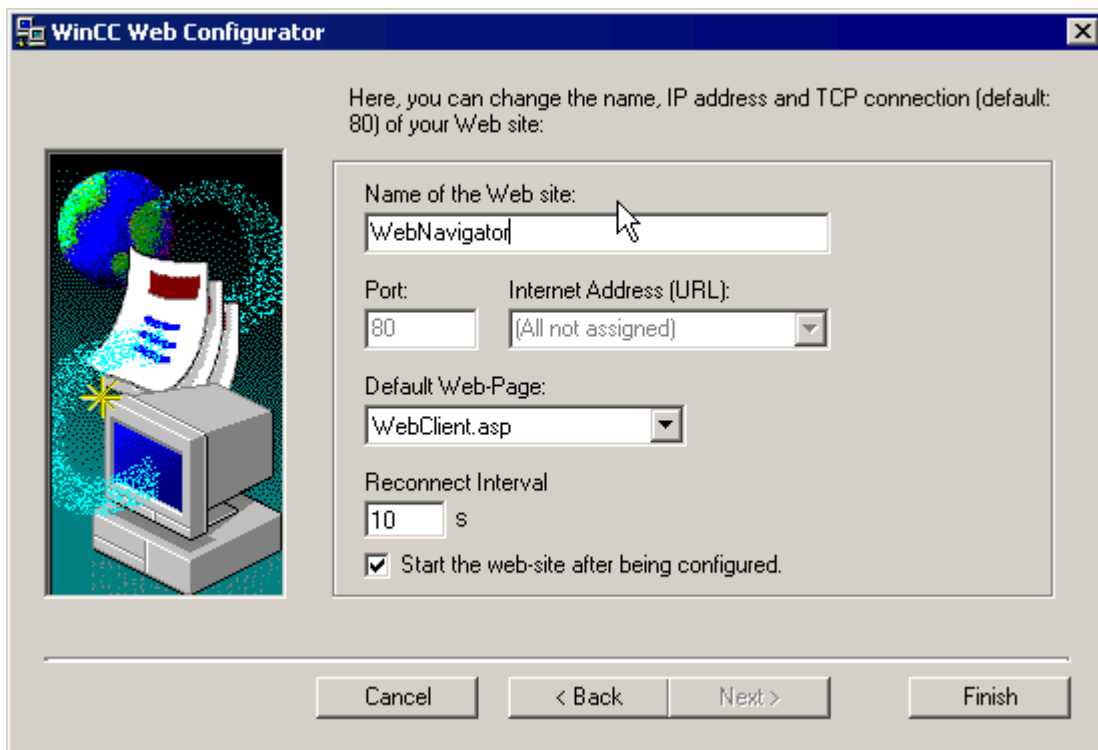 WinCC Web Configurator
Here, you can change the name, IP address and TCP connection (default:
80) of your Web site:
Name of the Web site:
WebNavigator
Port: Internet Address (URL):
80 (All not assigned)
Default Web-Page:
WebClient.asp
Reconnect Interval
10 s
Start the web-site after being configured.
Cancel < Back Next > Finish